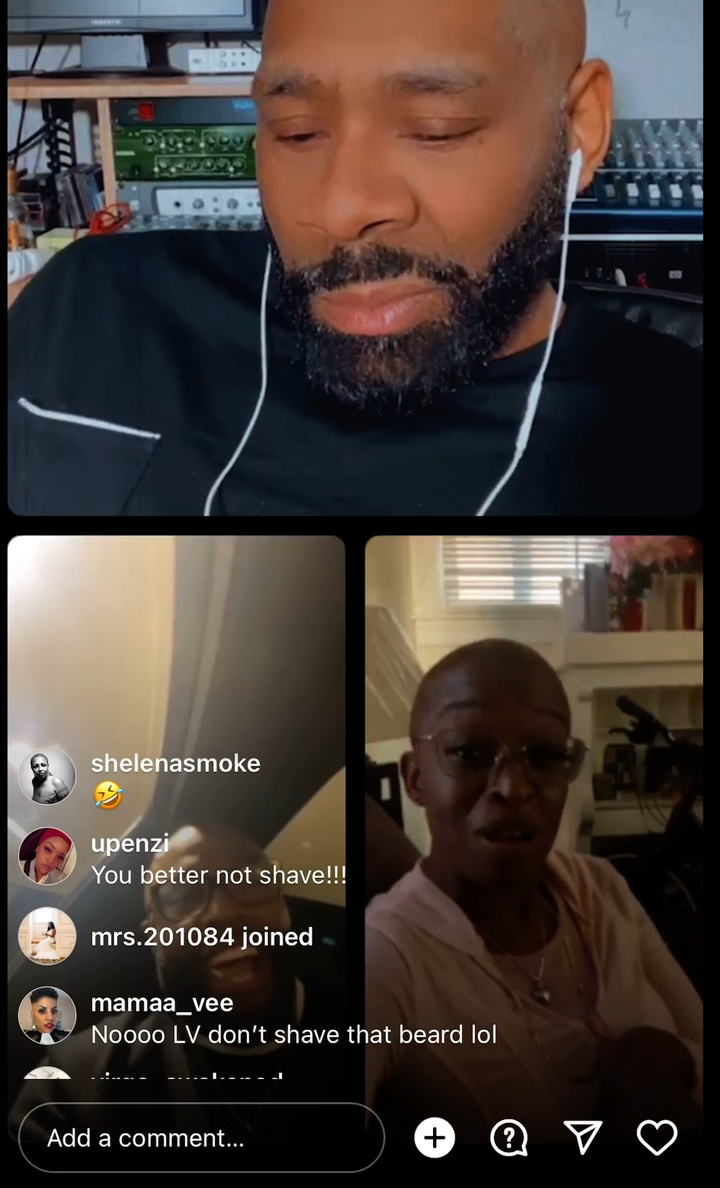 shelenasmoke
🤣
upenzi
You better not shave!!!
mrs.201084 joined
mamaa_vee
Noooo LV don't shave that beard lol
Add a comment...